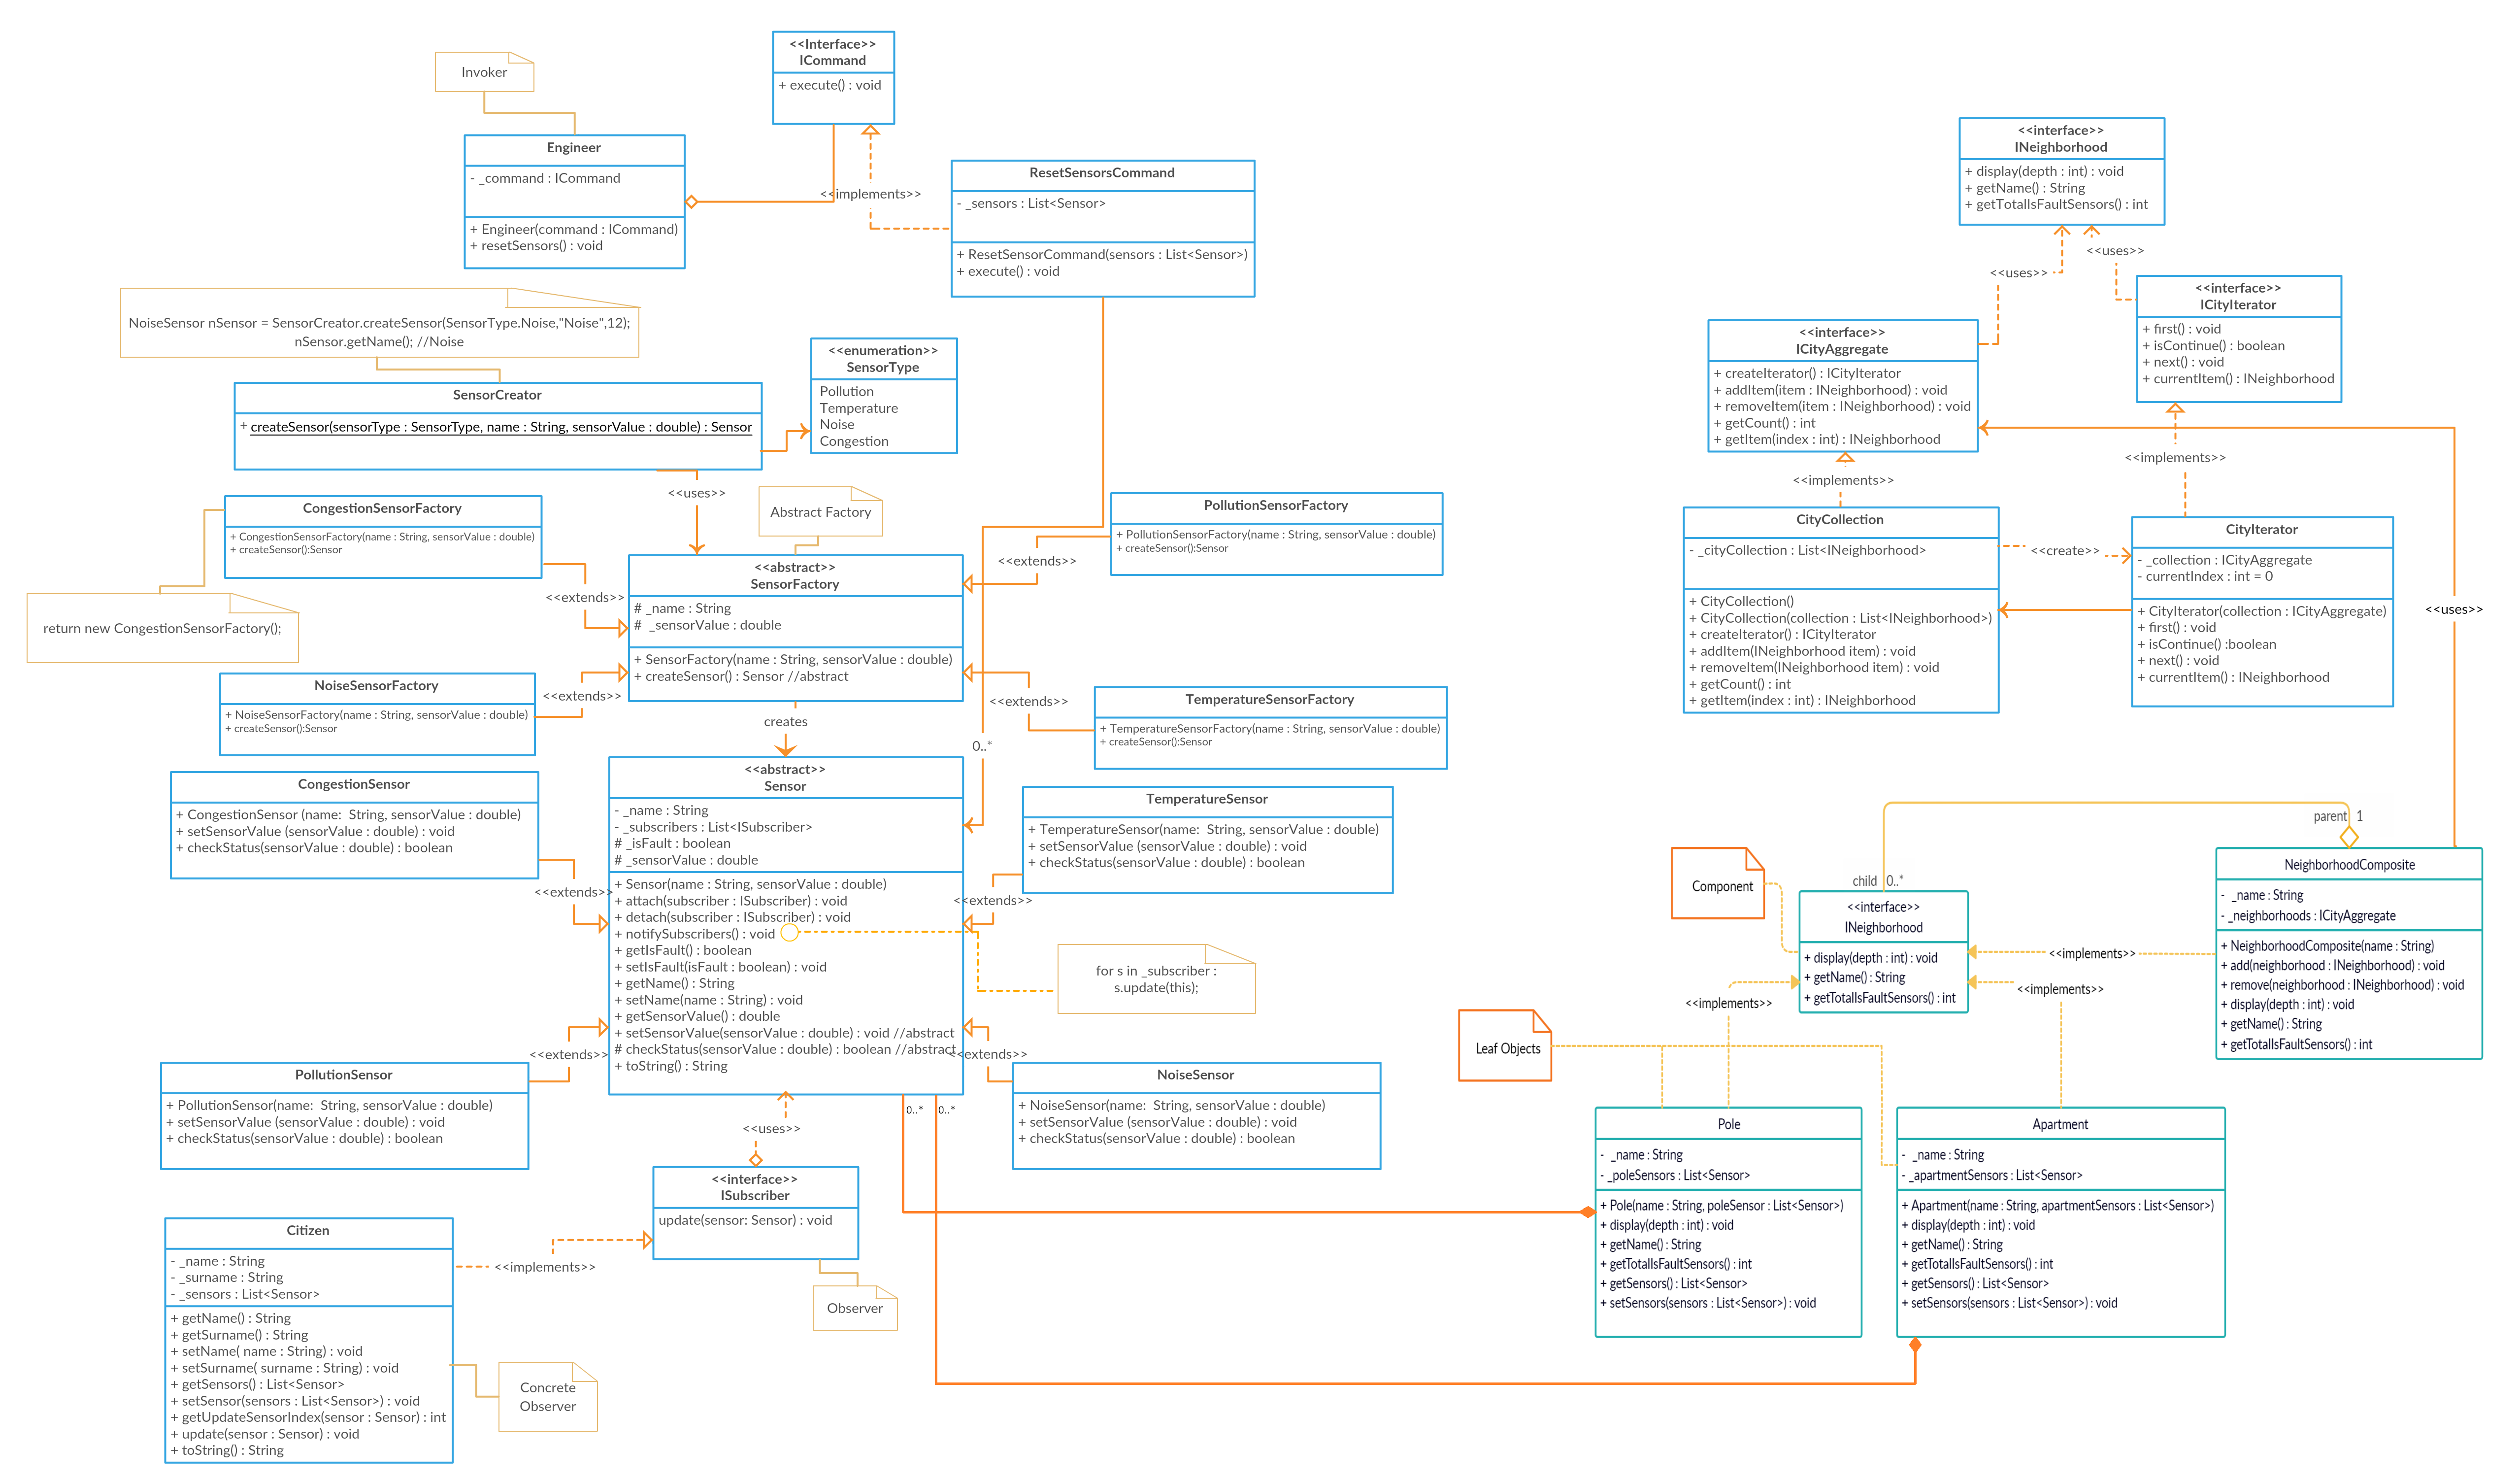 Invoker
<<Interface>>
ICommand
+ execute() : void
Engineer
- _command : ICommand
+ Engineer(command : ICommand)
+ resetSensors() : void
<<implements>>
ResetSensorsCommand
- _sensors : List<Sensor>
+ ResetSensorCommand(sensors : List<Sensor>)
+ execute() : void
NoiseSensor nSensor = SensorCreator.createSensor(SensorType.Noise,"Noise",12);
nSensor.getName(); //Noise
SensorCreator
+ createSensor(sensorType : SensorType, name : String, sensorValue : double) : Sensor
<<enumeration>>
SensorType
Pollution
Temperature
Noise
Congestion
<<uses>>
Abstract Factory
CongestionSensorFactory
+ CongestionSensorFactory(name : String, sensorValue : double)
+ createSensor():Sensor
<<extends>>
return new CongestionSensorFactory();
<<abstract>>
SensorFactory
# _name : String
# _sensorValue : double
+ SensorFactory(name : String, sensorValue : double)
+ createSensor() : Sensor //abstract
PollutionSensorFactory
+ PollutionSensorFactory(name : String, sensorValue : double)
+ createSensor():Sensor
<<extends>>
NoiseSensorFactory
+ NoiseSensorFactory(name : String, sensorValue : double)
+ createSensor():Sensor
<<extends>>
<<extends>>
TemperatureSensorFactory
+ TemperatureSensorFactory(name : String, sensorValue : double)
+ createSensor():Sensor
creates
0..*
CongestionSensor
+ CongestionSensor (name: String, sensorValue : double)
+ setSensorValue (sensorValue : double) : void
+ checkStatus(sensorValue : double) : boolean
<<extends>>
<<abstract>>
Sensor
- _name : String
- _subscribers : List<ISubscriber>
# _isFault : boolean
# _sensorValue : double
+ Sensor(name : String, sensorValue : double)
+ attach(subscriber : ISubscriber) : void
+ detach(subscriber : ISubscriber) : void
+ notifySubscribers() : void
+ getIsFault() : boolean
+ setIsFault(isFault : boolean) : void
+ getName() : String
+ setName(name : String) : void
+ getSensorValue() : double
+ setSensorValue(sensorValue : double) : void //abstract
# checkStatus(sensorValue : double) : boolean //abstract
+ toString() : String
TemperatureSensor
+ TemperatureSensor(name: String, sensorValue : double)
+ setSensorValue (sensorValue : double) : void
+ checkStatus(sensorValue : double) : boolean
<<extends>>
for s in _subscriber :
s.update(this);
PollutionSensor
+ PollutionSensor(name: String, sensorValue : double)
+ setSensorValue (sensorValue : double) : void
+ checkStatus(sensorValue : double) : boolean
<<extends>>
<<extends>>
NoiseSensor
+ NoiseSensor(name: String, sensorValue : double)
+ setSensorValue (sensorValue : double) : void
+ checkStatus(sensorValue : double) : boolean
0..*
0..*
<<uses>>
<<interface>>
ISubscriber
update(sensor: Sensor) : void
Observer
<<implements>>
Citizen
- _name : String
- _surname : String
- _sensors : List<Sensor>
+ getName() : String
+ getSurname() : String
+ setName( name : String) : void
+ setSurname( surname : String) : void
+ getSensors() : List<Sensor>
+ setSensor(sensors : List<Sensor>) : void
+ getUpdateSensorIndex(sensor : Sensor) : int
+ update(sensor : Sensor) : void
+ toString() : String
Concrete
Observer
<<interface>>
INeighborhood
+ display(depth : int) : void
+ getName() : String
+ getTotalIsFaultSensors() : int
<<uses>>
<<uses>>
<<interface>>
ICityIterator
+ first() : void
+ isContinue() : boolean
+ next() : void
+ currentItem() : INeighborhood
<<interface>>
ICityAggregate
+ createIterator() : ICityIterator
+ addItem(item : INeighborhood) : void
+ removeItem(item : INeighborhood) : void
+ getCount() : int
+ getItem(index : int) : INeighborhood
<<implements>>
<<implements>>
CityCollection
- _cityCollection : List<INeighborhood>
+ CityCollection()
+ CityCollection(collection : List<INeighborhood>)
+ createIterator() : ICityIterator
+ addItem(INeighborhood item) : void
+ removeItem(INeighborhood item) : void
+ getCount() : int
+ getItem(index : int) : INeighborhood
<<create>>
CityIterator
- _collection : ICityAggregate
- currentIndex : int = 0
+ CityIterator(collection : ICityAggregate)
+ first() : void
+ isContinue() :boolean
+ next() : void
+ currentItem() : INeighborhood
<<uses>>
parent 1
child 0..*
Component
<<interface>>
INeighborhood
+ display(depth : int) : void
+ getName() : String
+ getTotalIsFaultSensors() : int
<<implements>>
NeighborhoodComposite
- _name : String
- _neighborhoods : ICityAggregate
+ NeighborhoodComposite(name : String)
+ add(neighborhood : INeighborhood) : void
+ remove(neighborhood : INeighborhood) : void
+ display(depth : int) : void
+ getName() : String
+ getTotalIsFaultSensors() : int
<<implements>>
<<implements>>
Leaf Objects
Pole
- _name : String
- _poleSensors : List<Sensor>
+ Pole(name : String, poleSensor : List<Sensor>)
+ display(depth : int) : void
+ getName() : String
+ getTotalIsFaultSensors() : int
+ getSensors() : List<Sensor>
+ setSensors(sensors : List<Sensor>) : void
Apartment
- _name : String
- _apartmentSensors : List<Sensor>
+ Apartment(name : String, apartmentSensors : List<Sensor>)
+ display(depth : int) : void
+ getName() : String
+ getTotalIsFaultSensors() : int
+ getSensors() : List<Sensor>
+ setSensors(sensors : List<Sensor>) : void